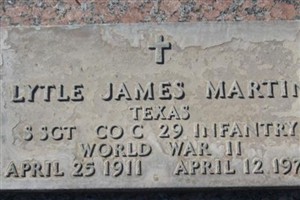 LYTLE JAMES MARTIN
TEXAS
S SGT CO C 29 INFANTRY
WORLD WAR II
APRIL 25 1911 APRIL 12 197